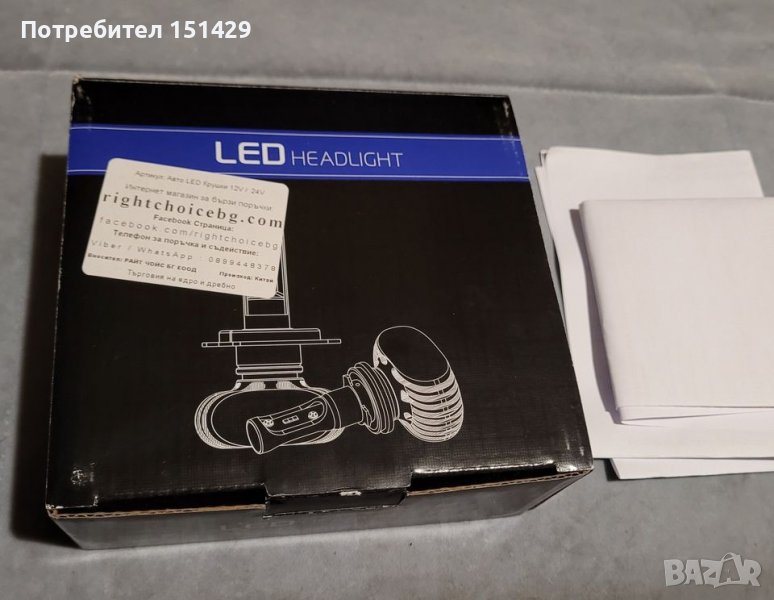 Потребител 151429
LED HEADLIGHT
Артикул: Авто LED Крушки 12V / 24V
Интернет магазин за бързи поръчки:
rightchoicebg.com
Facebook Страница:
facebook.com/rightchoicebg
Телефон за поръчка и съдействие:
Viber / WhatsApp : 0899448378
Вносител: РАЙТ ЧОЙС БГ ЕООД Произход: Китай
Търговия на едро и дребно
BAZAR